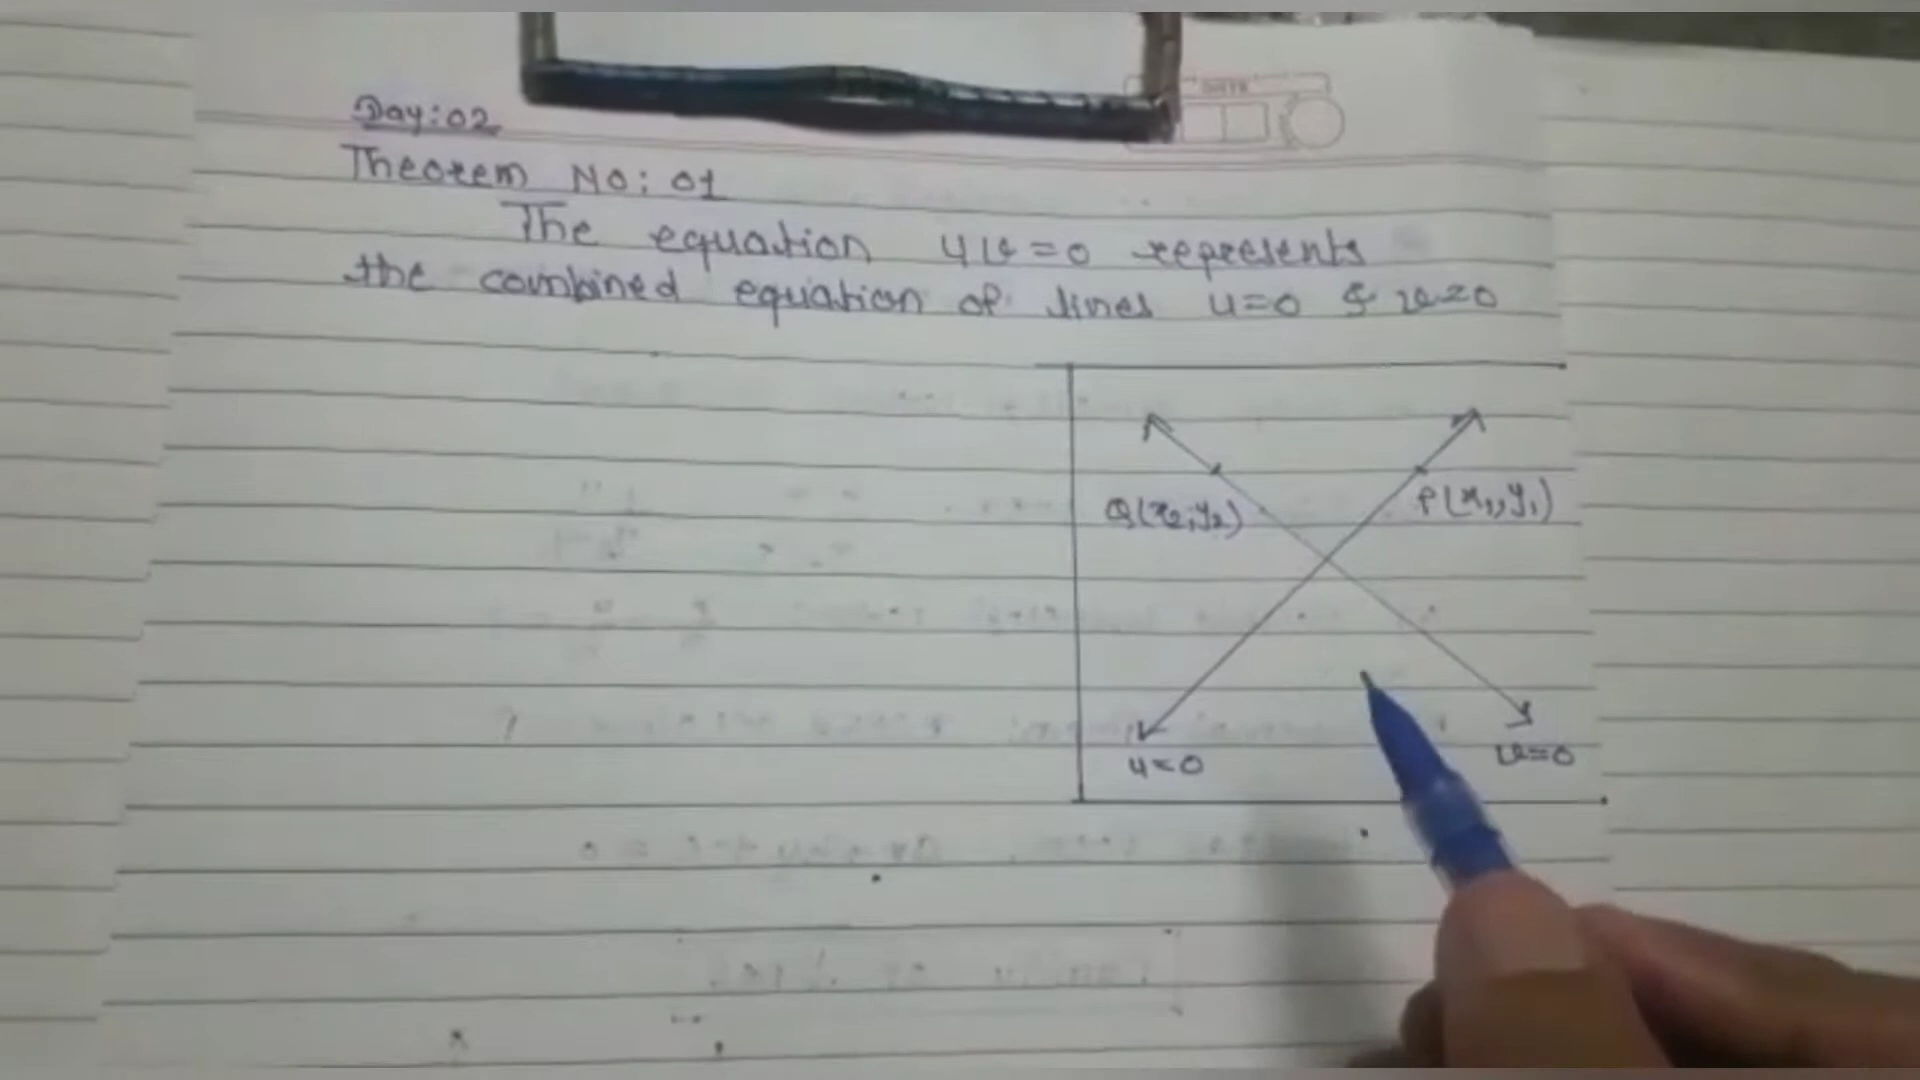 DATE
Day:02
Theorem No: 01
The equation uv=0 represents
the combined equation of lines u=0 & v=0
Q(x₂,y₂)
P(x₁,y₁)
u=0
v=0